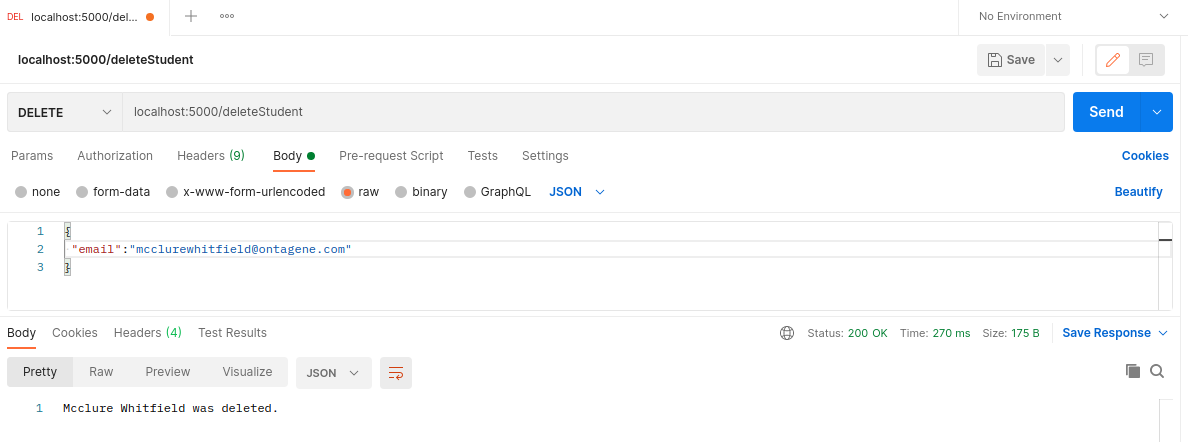 DEL localhost:5000/del... No Environment
localhost:5000/deleteStudent Save
DELETE localhost:5000/deleteStudent Send
Params Authorization Headers (9) Body Pre-request Script Tests Settings Cookies
none form-data x-www-form-urlencoded raw binary GraphQL JSON Beautify
1 {
2 "email":"mcclurewhitfield@ontagene.com"
3 }
Body Cookies Headers (4) Test Results Status: 200 OK Time: 270 ms Size: 175 B Save Response
Pretty Raw Preview Visualize JSON
1 Mcclure Whitfield was deleted.